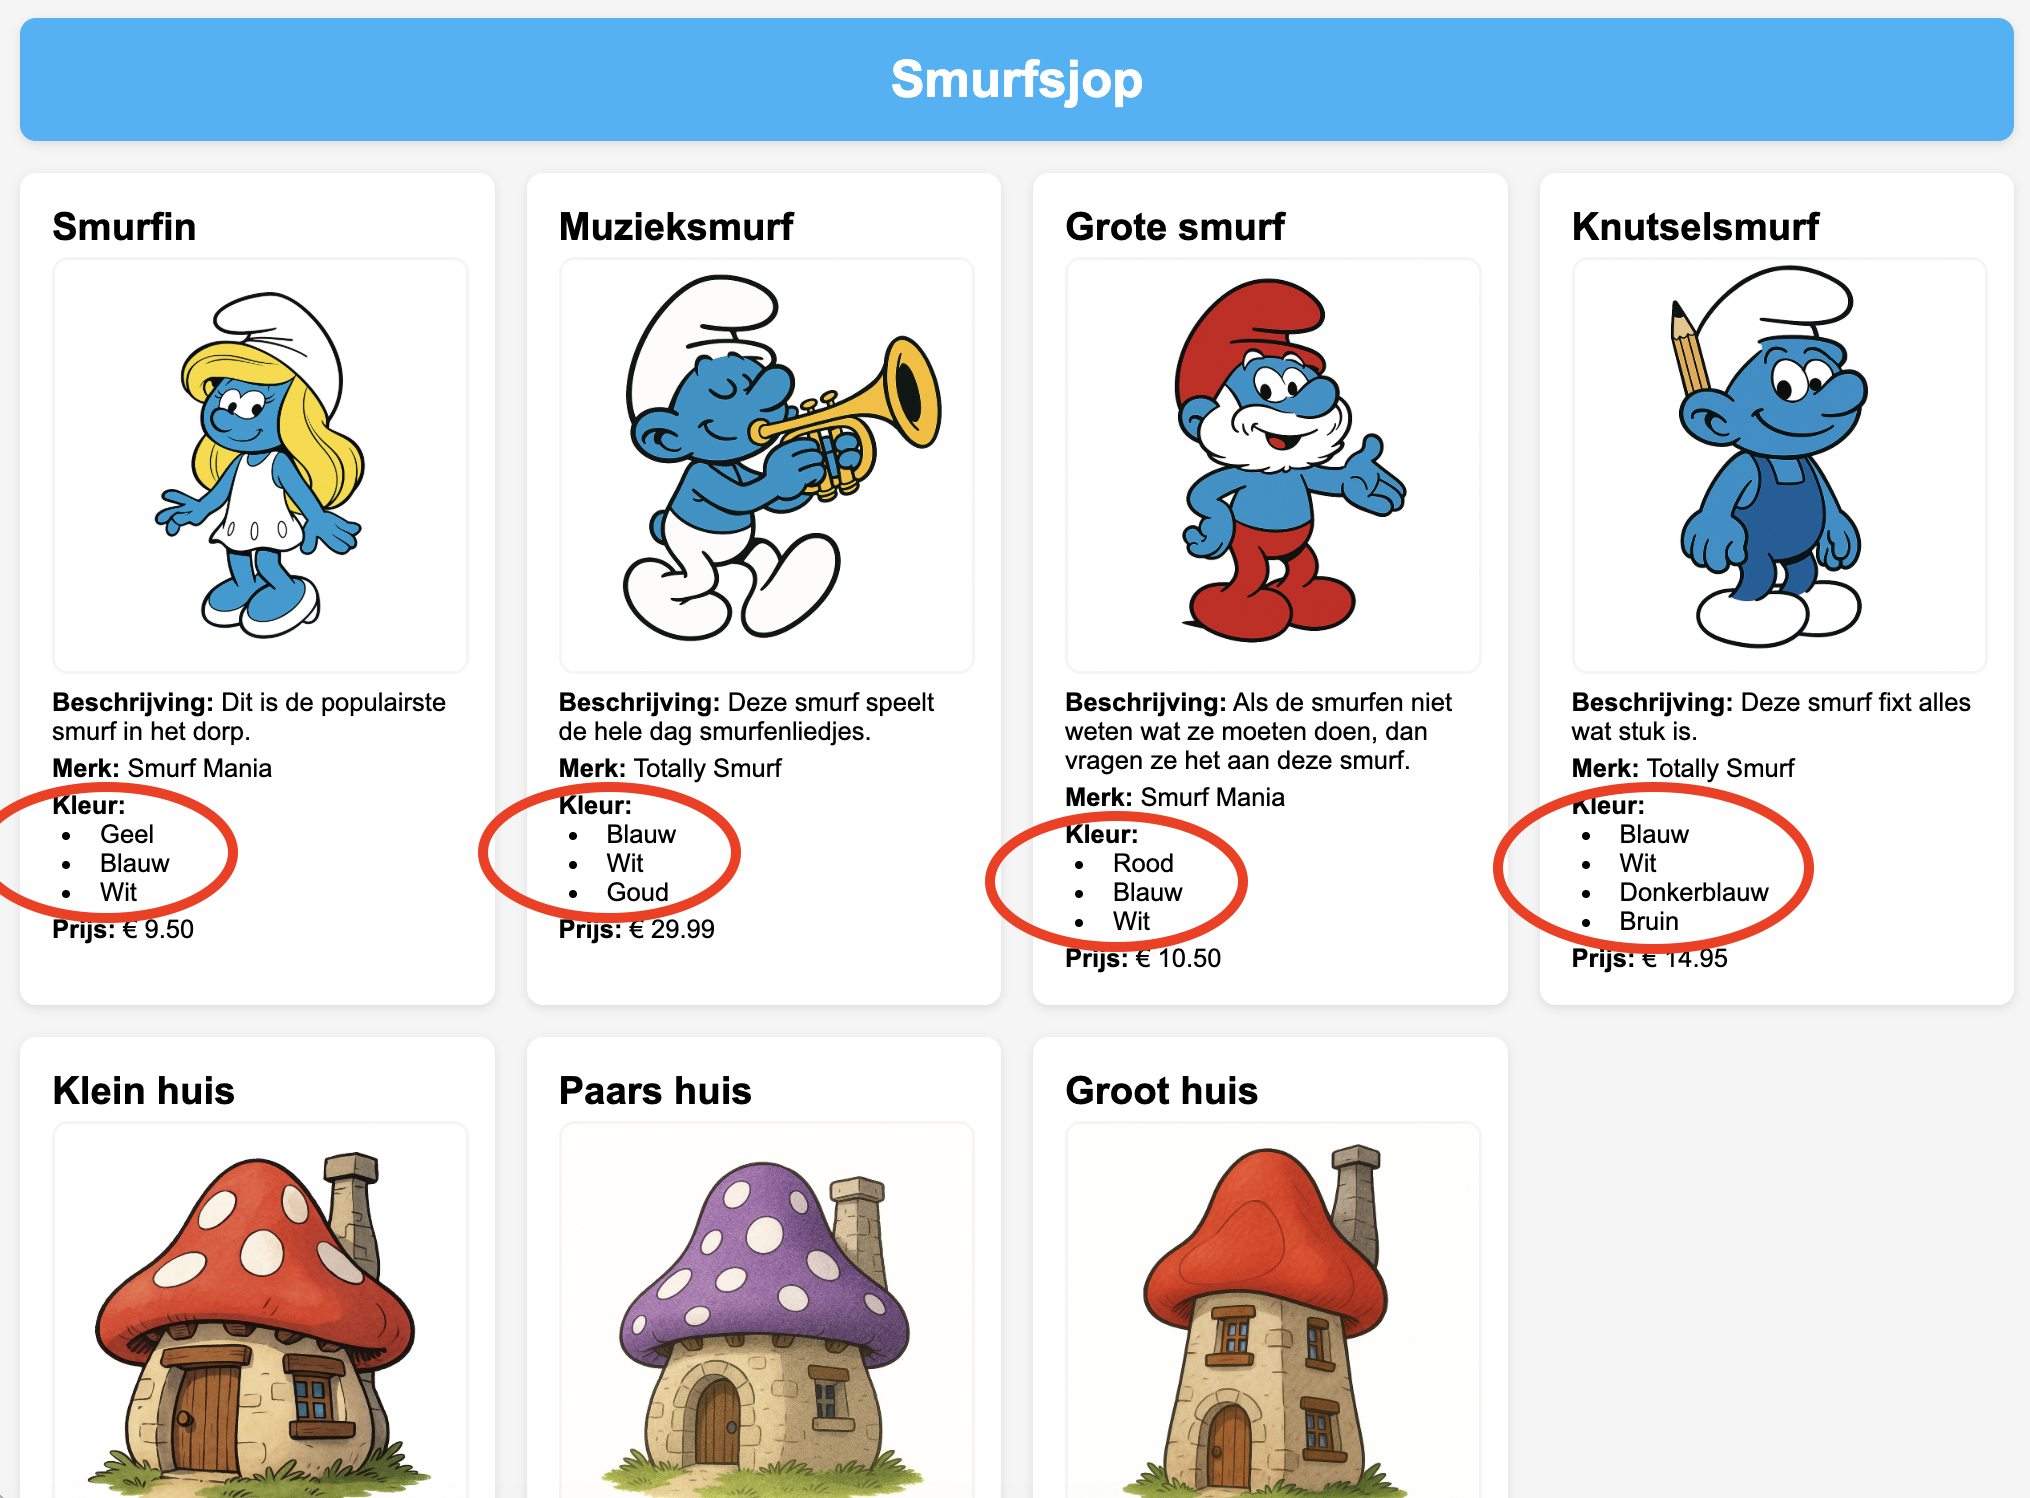 Smurfsjop
Smurfin
Beschrijving: Dit is de populairste
smurf in het dorp.
Merk: Smurf Mania
Kleur:
• Geel
• Blauw
• Wit
Prijs: € 9.50
Muzieksmurf
Beschrijving: Deze smurf speelt
de hele dag smurfenliedjes.
Merk: Totally Smurf
Kleur:
• Blauw
• Wit
• Goud
Prijs: € 29.99
Grote smurf
Beschrijving: Als de smurfen niet
weten wat ze moeten doen, dan
vragen ze het aan deze smurf.
Merk: Smurf Mania
Kleur:
• Rood
• Blauw
• Wit
Prijs: € 10.50
Knutselsmurf
Beschrijving: Deze smurf fixt alles
wat stuk is.
Merk: Totally Smurf
Kleur:
• Blauw
• Wit
• Donkerblauw
• Bruin
Prijs: € 14.95
Klein huis
Paars huis
Groot huis